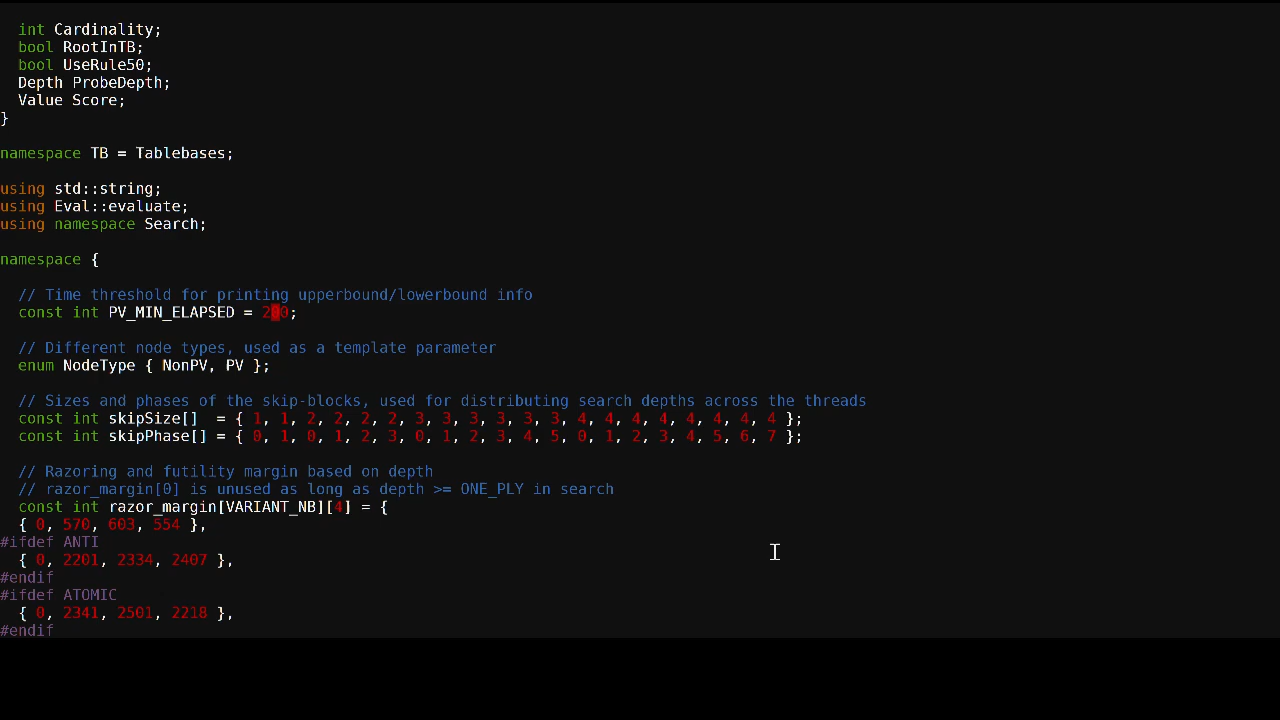 int Cardinality;
bool RootInTB;
bool UseRule50;
Depth ProbeDepth;
Value Score;
}
namespace TB = Tablebases;
using std::string;
using Eval::evaluate;
using namespace Search;
namespace {
// Time threshold for printing upperbound/lowerbound info
const int PV_MIN_ELAPSED = 200;
// Different node types, used as a template parameter
enum NodeType { NonPV, PV };
// Sizes and phases of the skip-blocks, used for distributing search depths across the threads
const int skipSize[]  = { 1, 1, 2, 2, 2, 2, 3, 3, 3, 3, 3, 3, 4, 4, 4, 4, 4, 4, 4, 4 };
const int skipPhase[] = { 0, 1, 0, 1, 2, 3, 0, 1, 2, 3, 4, 5, 0, 1, 2, 3, 4, 5, 6, 7 };
// Razoring and futility margin based on depth
// razor_margin[0] is unused as long as depth >= ONE_PLY in search
const int razor_margin[VARIANT_NB][4] = {
{ 0, 570, 603, 554 },
#ifdef ANTI
{ 0, 2201, 2334, 2407 },
#endif
#ifdef ATOMIC
{ 0, 2341, 2501, 2218 },
#endif